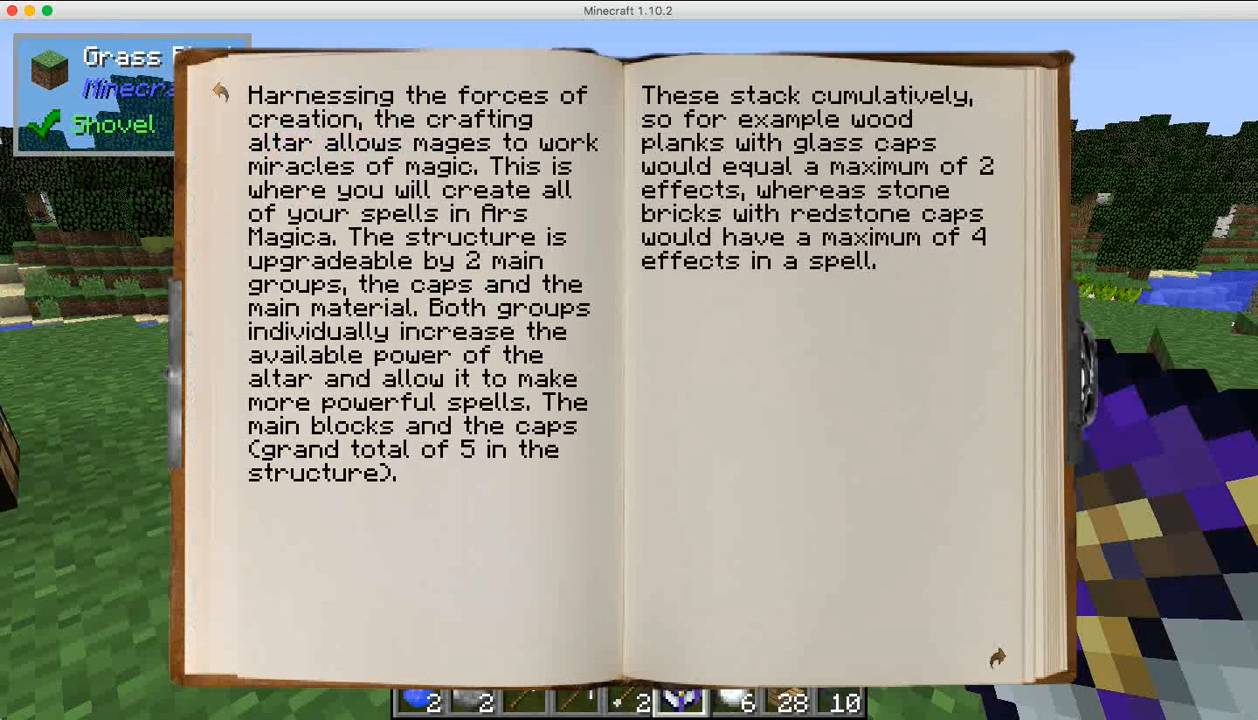 Minecraft 1.10.2
Grass
Minecra
Shovel
Harnessing the forces of
creation, the crafting
altar allows mages to work
miracles of magic. This is
where you will create all
of your spells in Ars
Magica. The structure is
upgradeable by 2 main
groups, the caps and the
main material. Both groups
individually increase the
available power of the
altar and allow it to make
more powerful spells. The
main blocks and the caps
(grand total of 5 in the
structure).
These stack cumulatively,
so for example wood
planks with glass caps
would equal a maximum of 2
effects, whereas stone
bricks with redstone caps
would have a maximum of 4
effects in a spell.
2 2 2 6 28 10